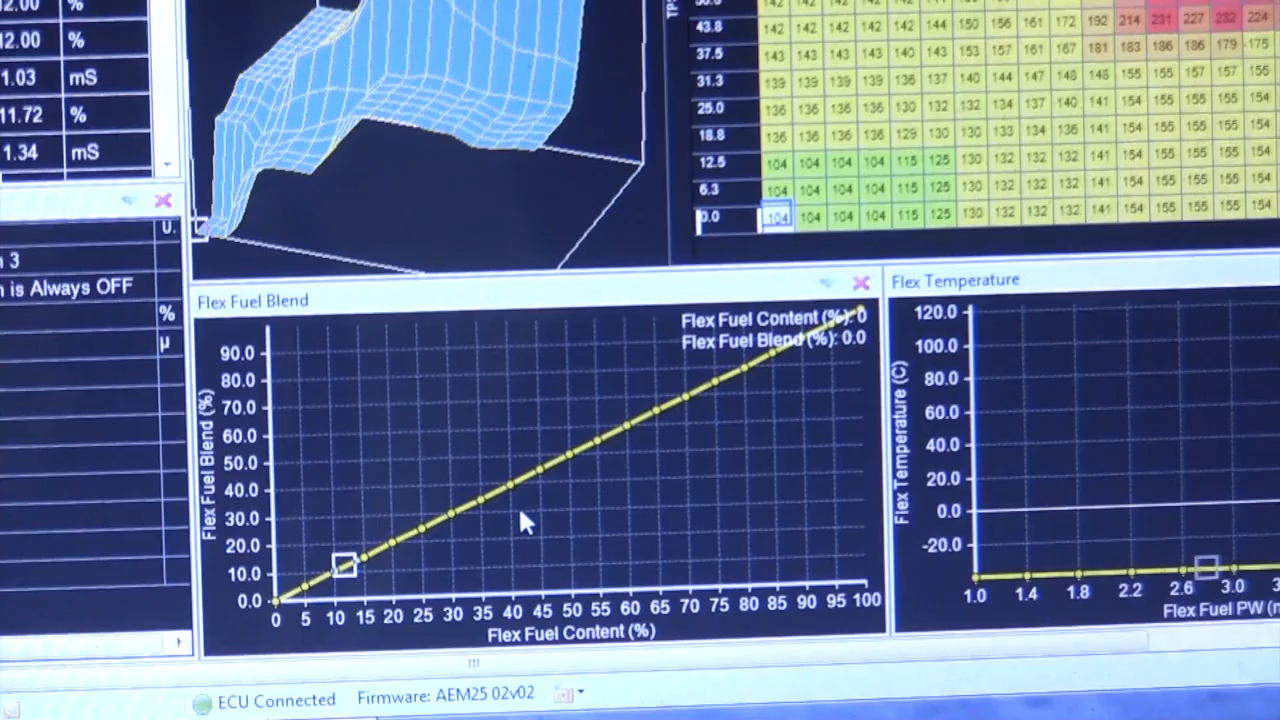 12.00 %
12.00 %
1.03 mS
11.72 %
1.34 mS
0.
n 3
n is Always OFF
%
µ
43.8 142 142 142 142 142 144 150 156 161 172 192 214 231 227 232 224
37.5 143 143 143 143 140 143 153 157 161 167 181 183 186 186 179 175
31.3 139 139 139 139 136 137 140 144 147 148 148 155 155 157 157 155
25.0 136 136 136 136 130 132 132 134 137 140 141 154 155 155 155 155
18.8 136 136 136 136 129 130 130 133 134 136 141 154 155 155 155 154
12.5 104 104 104 104 115 125 130 132 132 132 141 154 155 155 155 154
6.3 104 104 104 104 115 125 130 132 132 132 141 154 155 155 155 154
0.0 104 104 104 104 115 125 130 132 132 132 141 154 155 155 155 154
Flex Fuel Blend
Flex Fuel Content (%): 0
Flex Fuel Blend (%): 0.0
Flex Fuel Blend (%)
90.0
80.0
70.0
60.0
50.0
40.0
30.0
20.0
10.0
0.0
0 5 10 15 20 25 30 35 40 45 50 55 60 65 70 75 80 85 90 95 100
Flex Fuel Content (%)
Flex Temperature
Flex Temperature (C)
120.0
100.0
80.0
60.0
40.0
20.0
0.0
-20.0
1.0 1.4 1.8 2.2 2.6 3.0 3
Flex Fuel PW (m
ECU Connected Firmware: AEM25 02v02